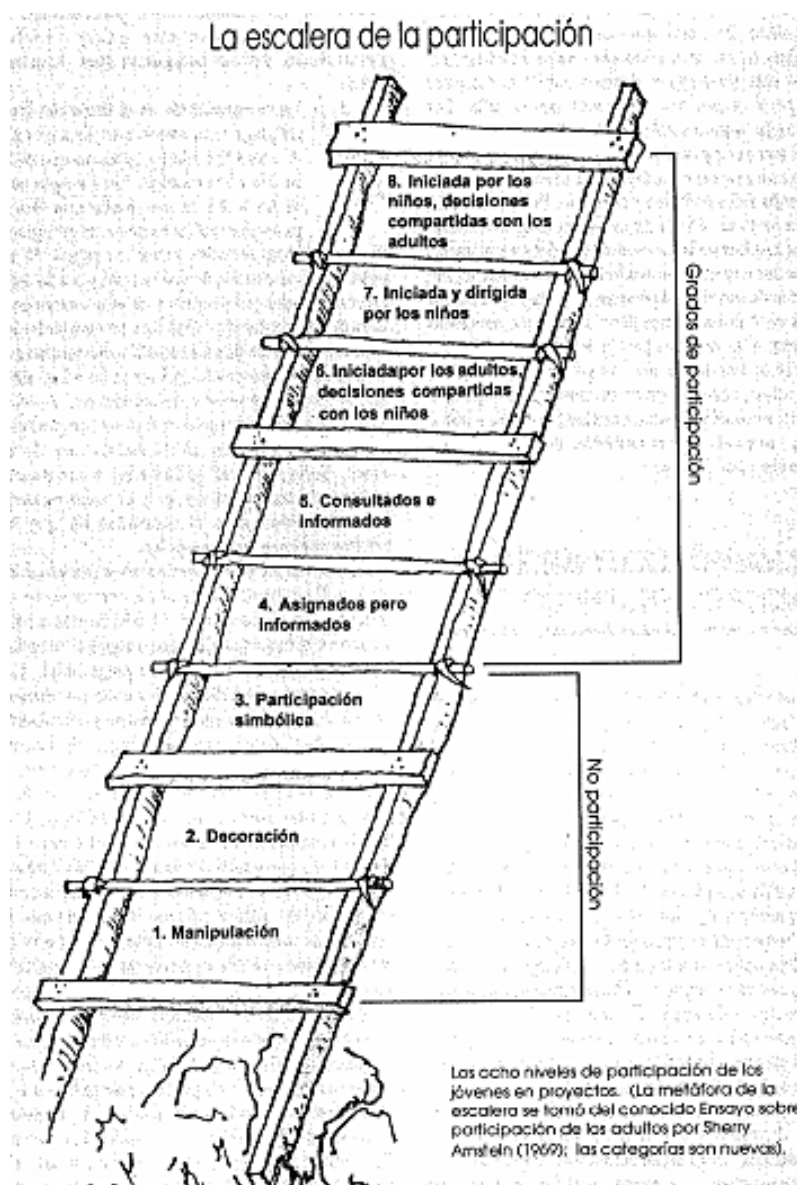 La escalera de la participación
8. Iniciada por los
niños, decisiones
compartidas con los
adultos
7. Iniciada y dirigida
por los niños
6. Iniciada por los adultos,
decisiones compartidas
con los niños
5. Consultados e
Informados
4. Asignados pero
Informados
3. Participación
simbólica
2. Decoración
1. Manipulación
Grados de participación
No participación
Los ocho niveles de participación de los
jóvenes en proyectos. (La metáfora de la
escalera se tomó del conocido Ensayo sobre
participación de los adultos por Sherry
Arnstein (1969); las categorías son nuevas).